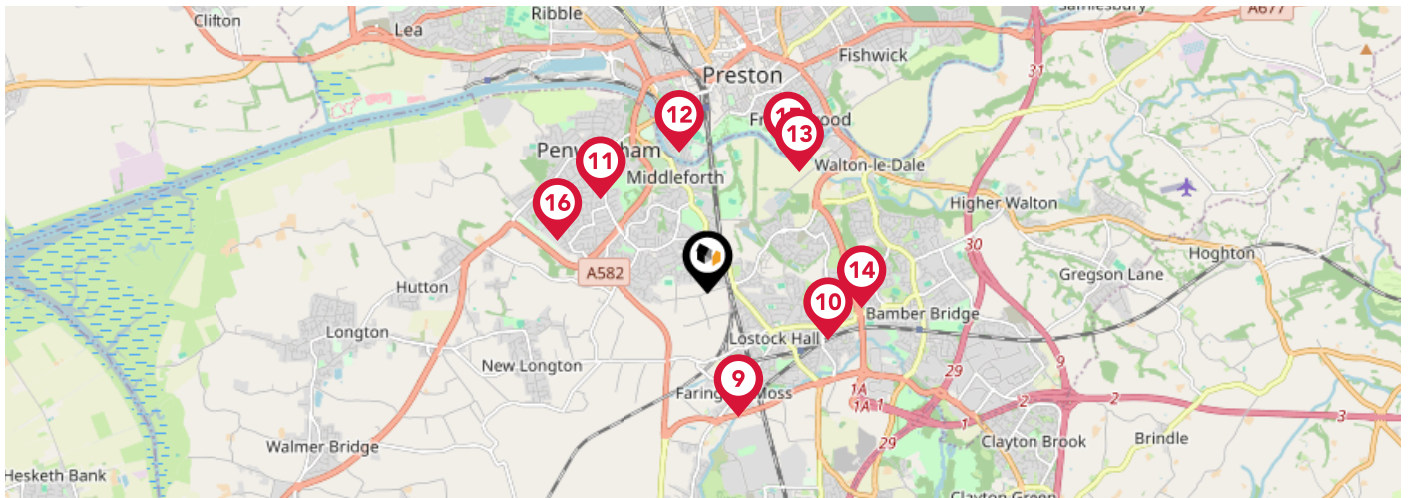 Clifton
Ribble
Samlesbury
A677
Lea
Fishwick
31
Preston
12
13
Penwortham
11
Walton-le-Dale
Middleforth
16
Higher Walton
30
Hoghton
A582
14
Gregson Lane
Hutton
10
Bamber Bridge
Longton
Lostock Hall
New Longton
9
29
9
Farington Moss
1A
1A
1
2
2
3
1
29
Walmer Bridge
Clayton Brook
Brindle
Hesketh Bank
Clayton Green